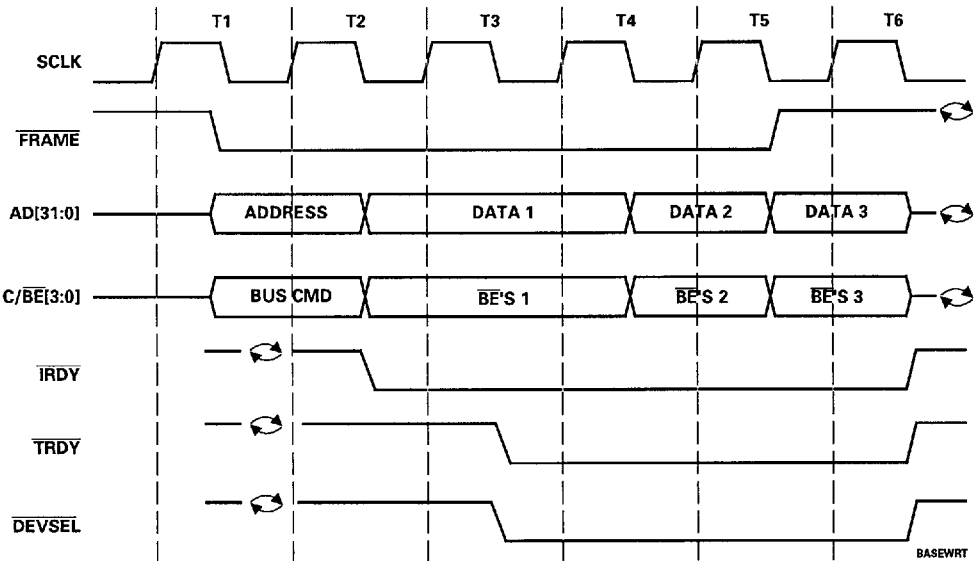 T1 T2 T3 T4 T5 T6
SCLK
FRAME
AD[31:0] ADDRESS DATA 1 DATA 2 DATA 3
C/BE[3:0] BUS CMD BE'S 1 BE'S 2 BE'S 3
IRDY
TRDY
DEVSEL
BASEWRT